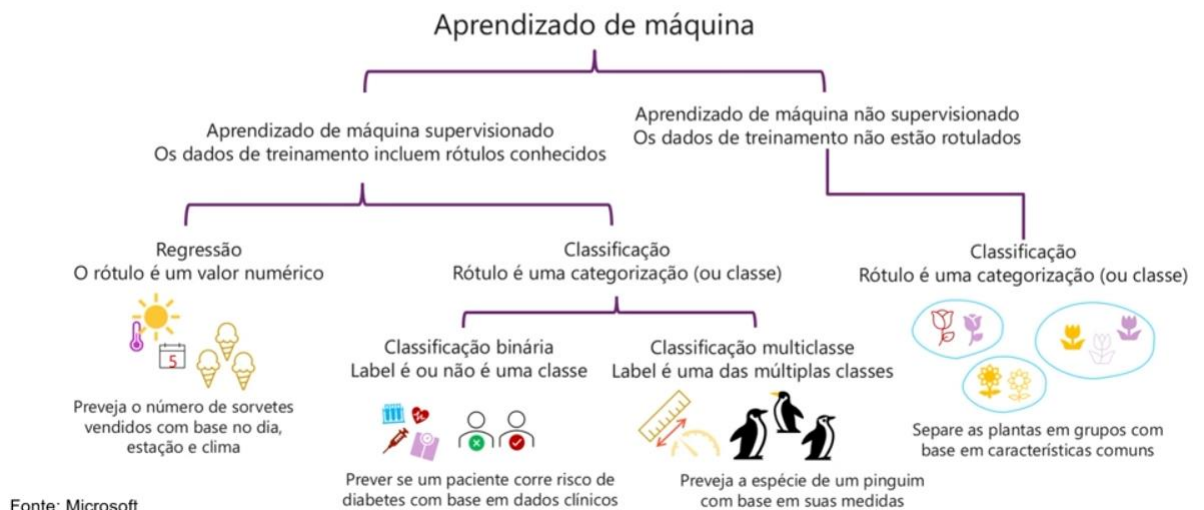 Aprendizado de máquina
Aprendizado de máquina supervisionado
Os dados de treinamento incluem rótulos conhecidos
Aprendizado de máquina não supervisionado
Os dados de treinamento não estão rotulados
Regressão
O rótulo é um valor numérico
5
Preveja o número de sorvetes
vendidos com base no dia,
estação e clima
Classificação
Rótulo é uma categorização (ou classe)
Classificação binária
Label é ou não é uma classe
Prever se um paciente corre risco de
diabetes com base em dados clínicos
Classificação multiclasse
Label é uma das múltiplas classes
Preveja a espécie de um pinguim
com base em suas medidas
Classificação
Rótulo é uma categorização (ou classe)
Separe as plantas em grupos com
base em características comuns
Fonte: Microsoft